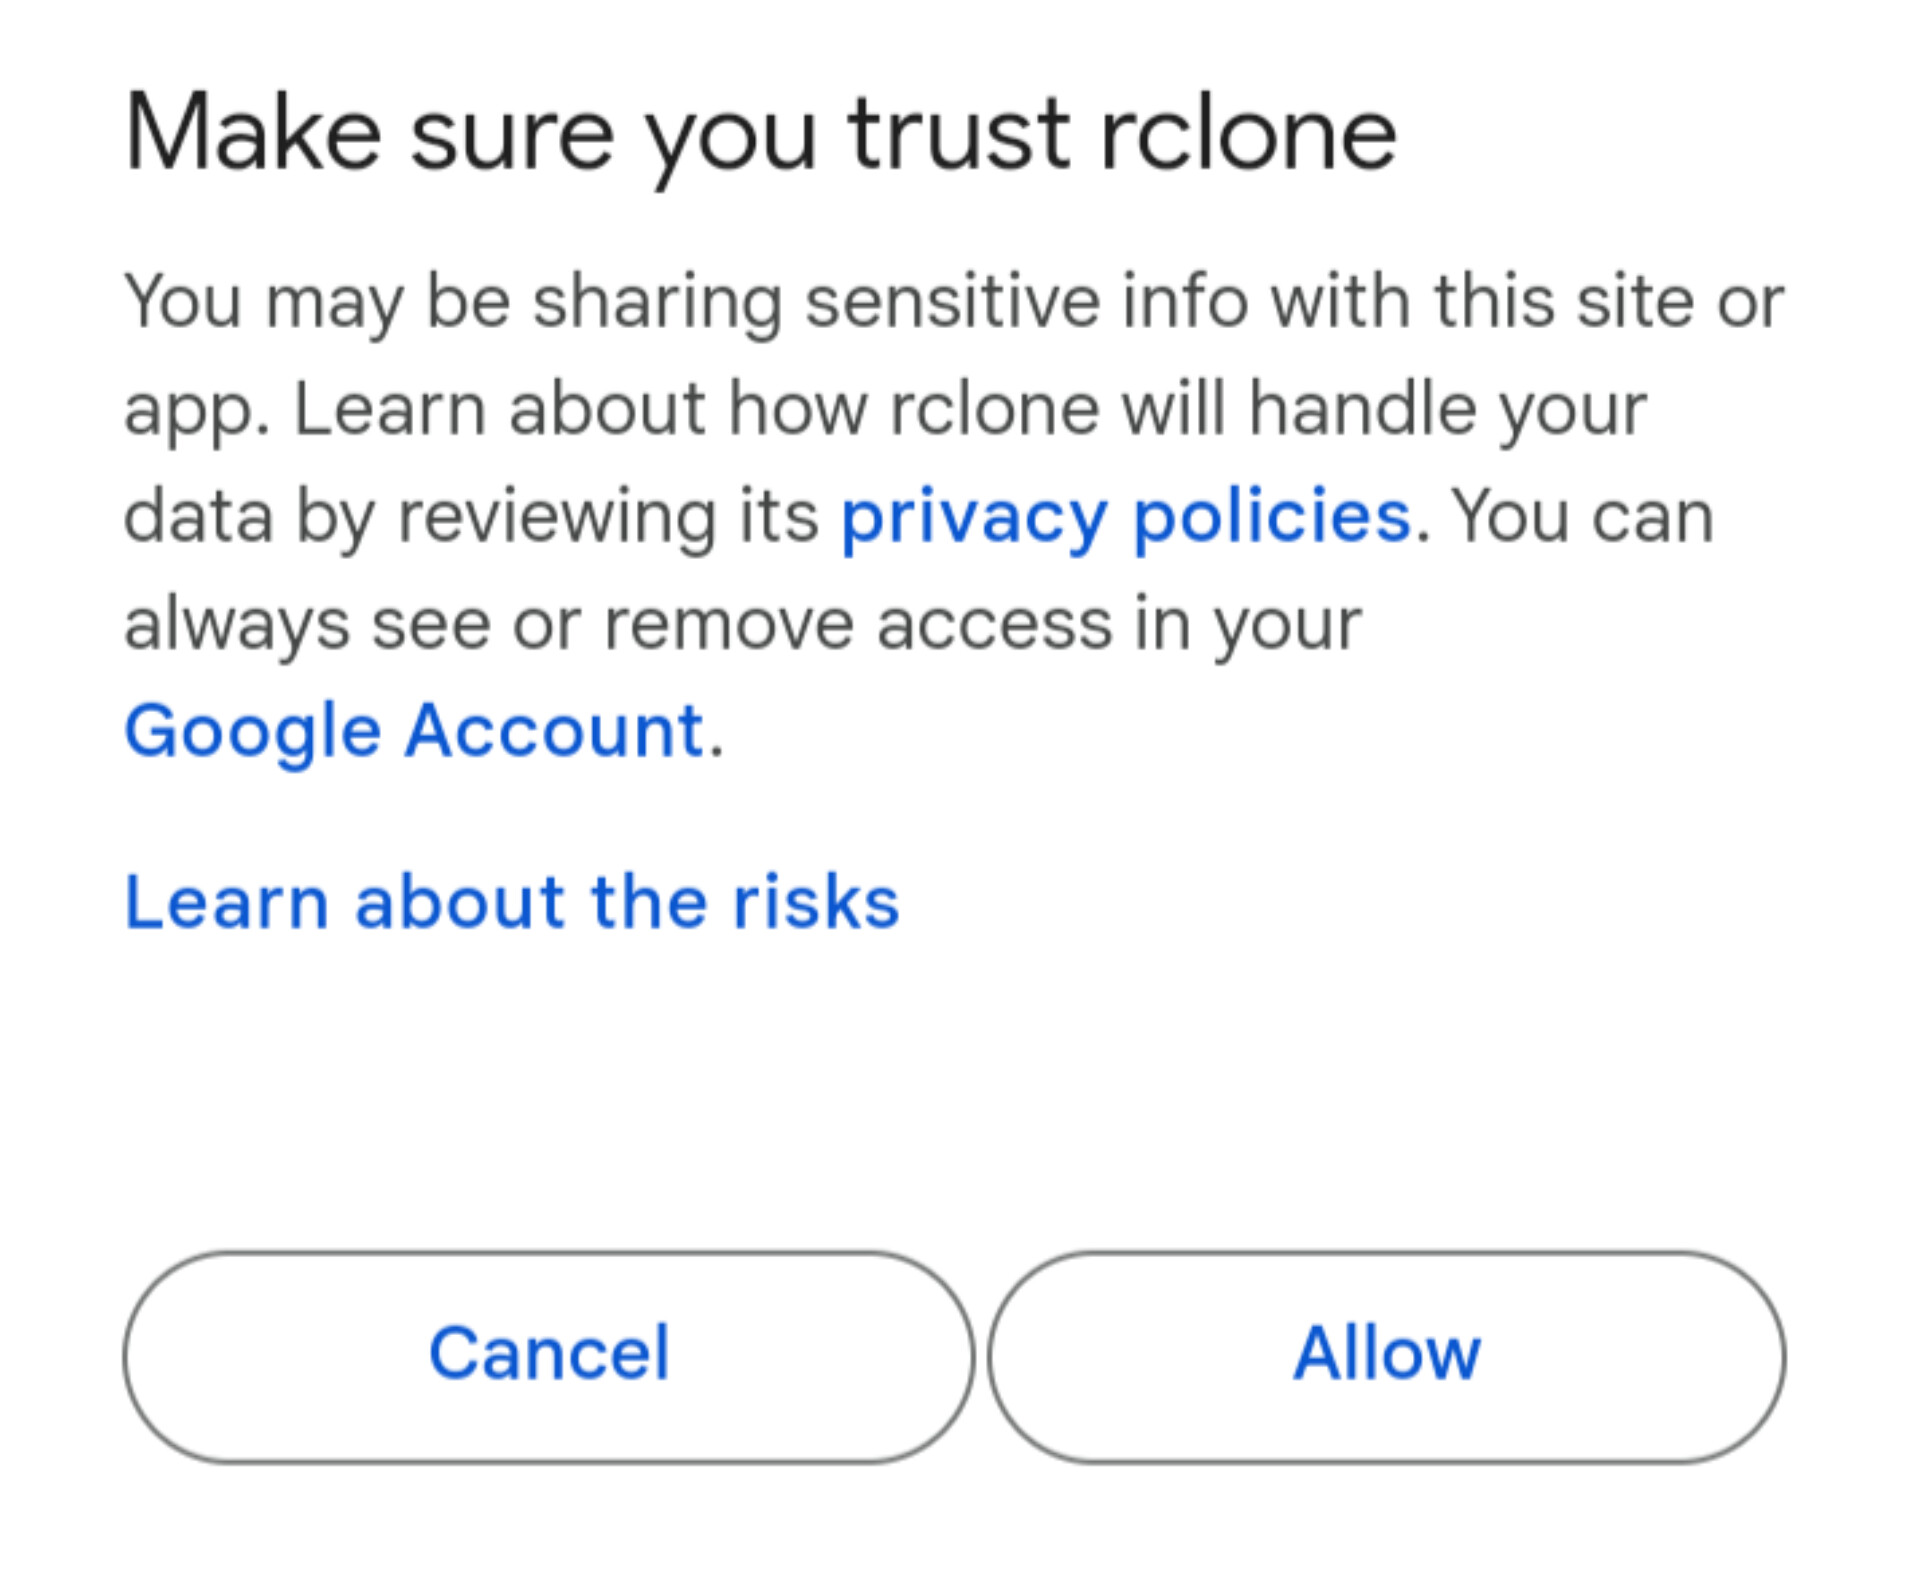 Make sure you trust rclone
You may be sharing sensitive info with this site or
app. Learn about how rclone will handle your
data by reviewing its privacy policies. You can
always see or remove access in your
Google Account.
Learn about the risks
Cancel
Allow